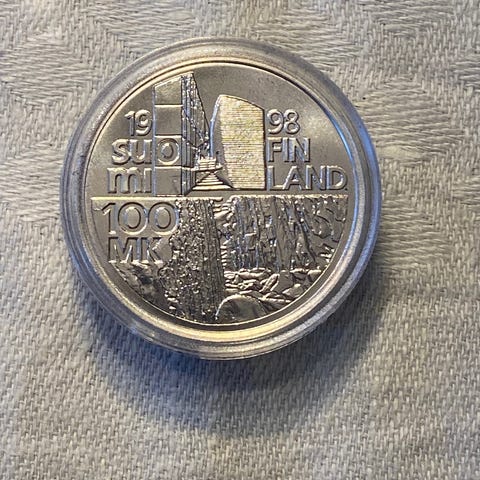 19 98
SUO FIN
MI LAND
100
MK